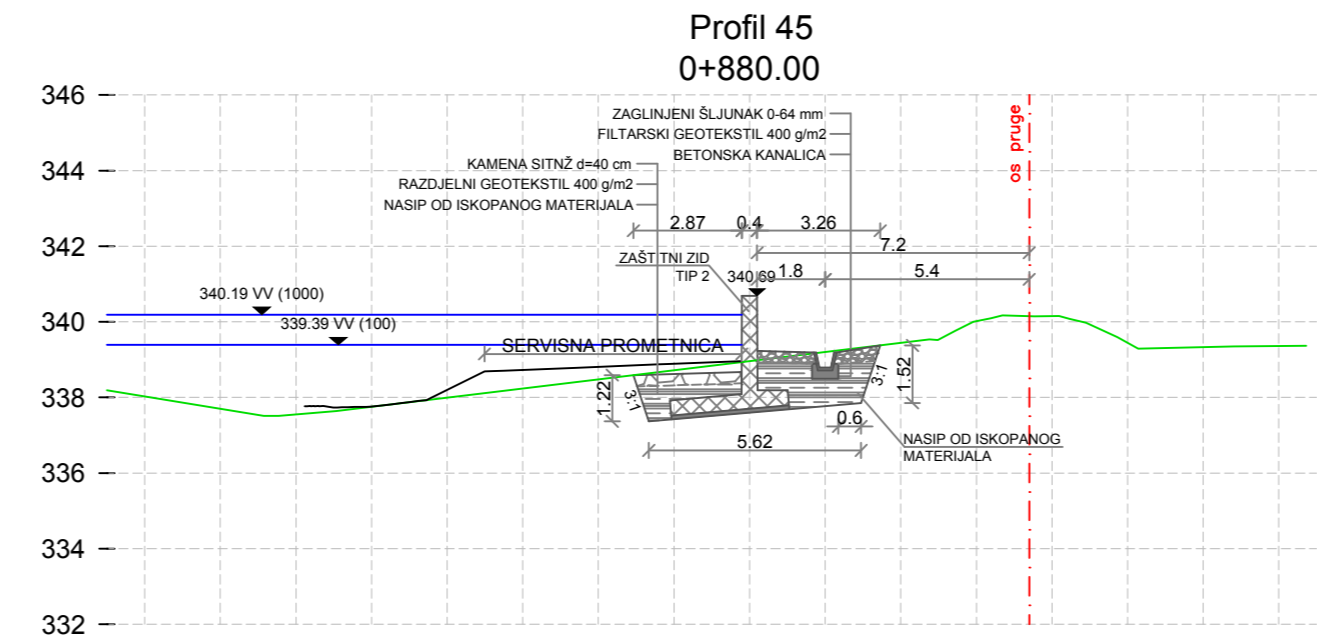 Profil 45
0+880.00
346
344
342
340
338
336
334
332
ZAGLINJENI ŠLJUNAK 0-64 mm
FILTARSKI GEOTEKSTIL 400 g/m2
BETONSKA KANALICA
KAMENA SITNŽ d=40 cm
RAZDJELNI GEOTEKSTIL 400 g/m2
NASIP OD ISKOPANOG MATERIJALA
os pruge
2.87
0.4
3.26
7.2
ZAŠTITNI ZID
TIP 2
340.69
1.8
5.4
340.19 VV (1000)
339.39 VV (100)
SERVISNA PROMETNICA
1.22
3:1
3:1
1.52
0.6
5.62
NASIP OD ISKOPANOG
MATERIJALA